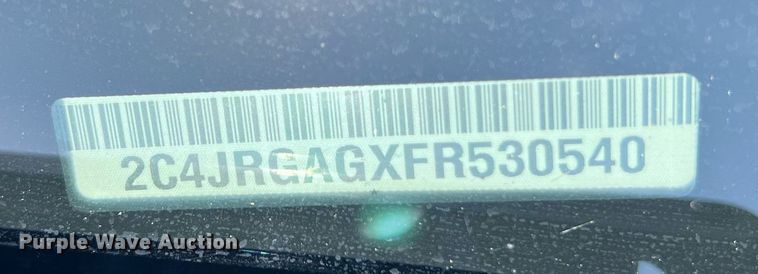 2C4JRGAGXFR530540
Purple Wave Auction